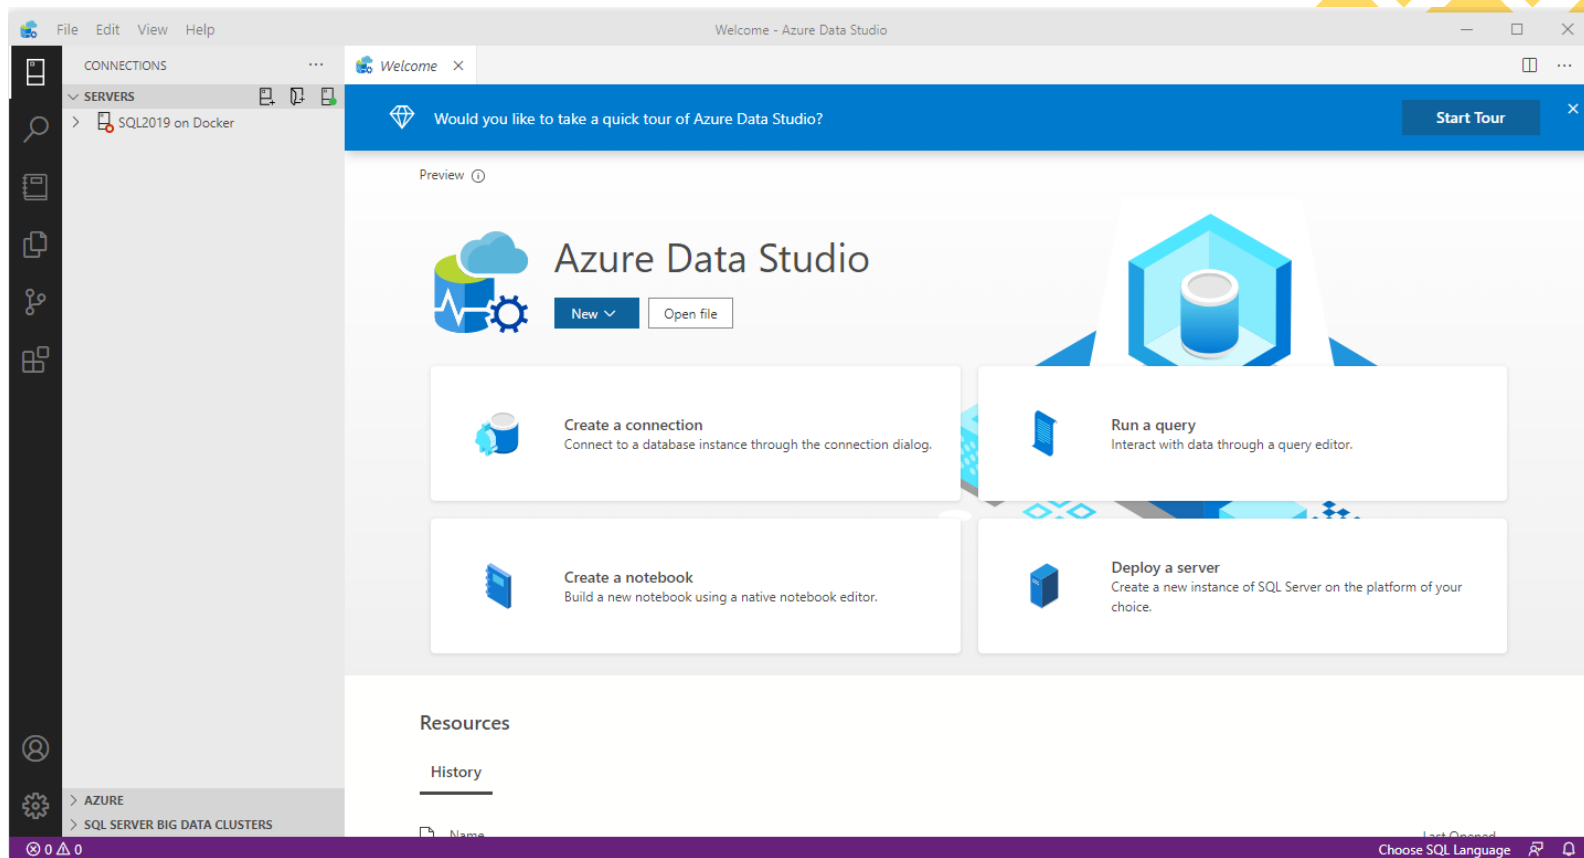 File Edit View Help
Welcome - Azure Data Studio
CONNECTIONS
Welcome
SERVERS
SQL2019 on Docker
Would you like to take a quick tour of Azure Data Studio?
Start Tour
Preview
Azure Data Studio
New
Open file
Create a connection
Connect to a database instance through the connection dialog.
Run a query
Interact with data through a query editor.
Create a notebook
Build a new notebook using a native notebook editor.
Deploy a server
Create a new instance of SQL Server on the platform of your
choice.
Resources
History
Name
Last Opened
AZURE
SQL SERVER BIG DATA CLUSTERS
0 0
Choose SQL Language